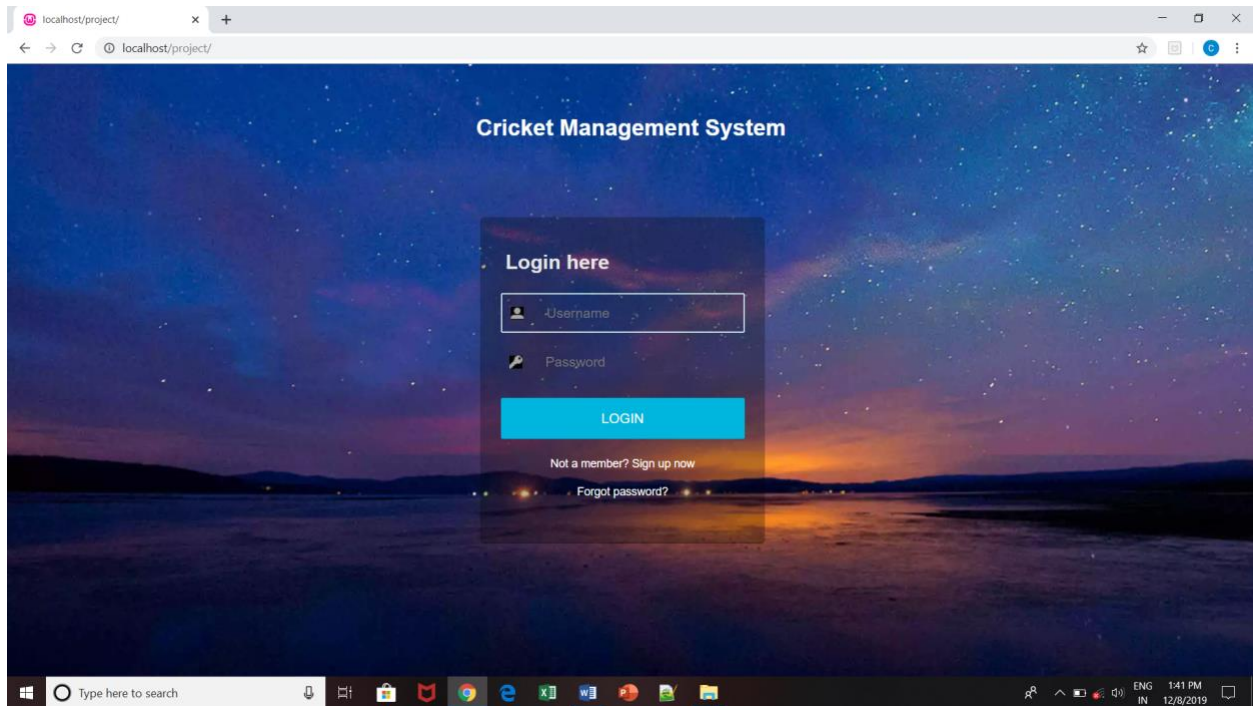 localhost/project/
localhost/project/
C
Cricket Management System
Login here
Username
Password
LOGIN
Not a member? Sign up now
Forgot password?
Type here to search
ENG 1:41 PM
IN 12/8/2019